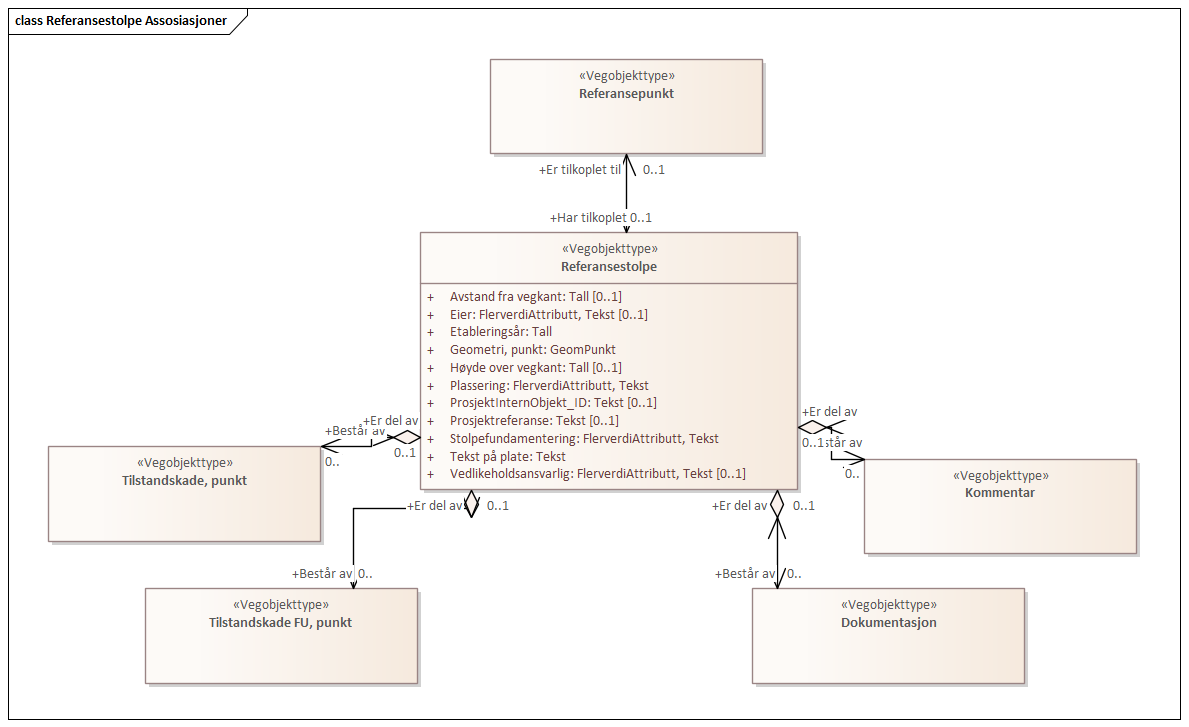 class Referansestolpe Assosiasjoner
«Vegobjekttype»
Referansepunkt
+Er tilkoplet til 0..1
+Har tilkoplet 0..1
«Vegobjekttype»
Referansestolpe
+ Avstand fra vegkant: Tall [0..1]
+ Eier: FlerverdiAttributt, Tekst [0..1]
+ Etableringsår: Tall
+ Geometri, punkt: GeomPunkt
+ Høyde over vegkant: Tall [0..1]
+ Plassering: FlerverdiAttributt, Tekst
+ ProsjektInternObjekt_ID: Tekst [0..1]
+ Prosjektreferanse: Tekst [0..1]
+ Stolpefundamentering: FlerverdiAttributt, Tekst
+ Tekst på plate: Tekst
+ Vedlikeholdsansvarlig: FlerverdiAttributt, Tekst [0..1]
+Er del av
+Består av
0..1
0..
«Vegobjekttype»
Tilstandskade, punkt
+Er del av
0..1
står av
0..
«Vegobjekttype»
Kommentar
+Er del av 0..1
+Består av 0..
«Vegobjekttype»
Tilstandskade FU, punkt
+Er del av 0..1
+Består av 0..
«Vegobjekttype»
Dokumentasjon